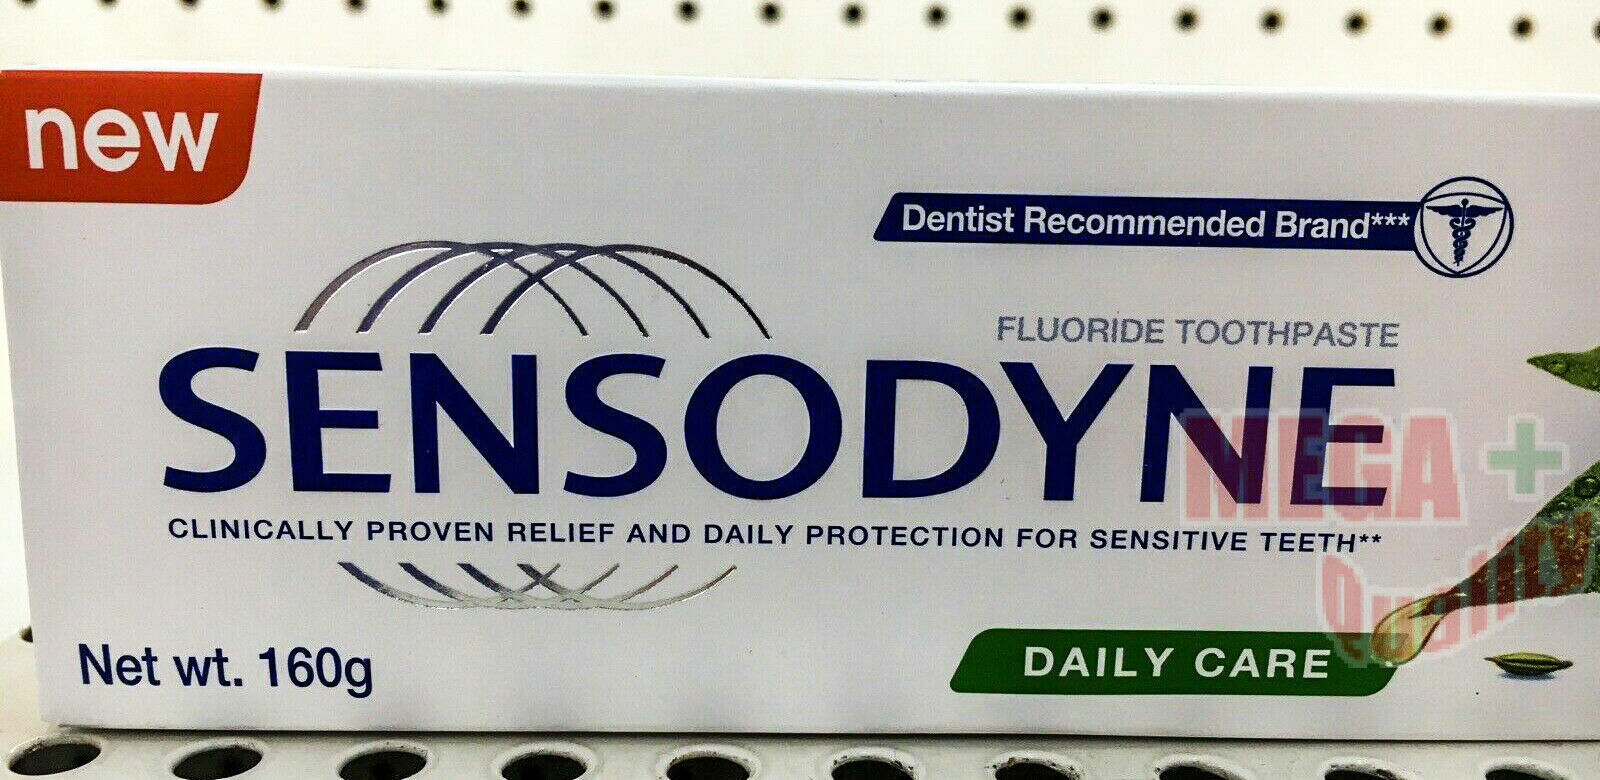 new
Dentist Recommended Brand***
FLUORIDE TOOTHPASTE
SENSODYNE
CLINICALLY PROVEN RELIEF AND DAILY PROTECTION FOR SENSITIVE TEETH**
Net wt. 160g
DAILY CARE
MEGA+
Quality